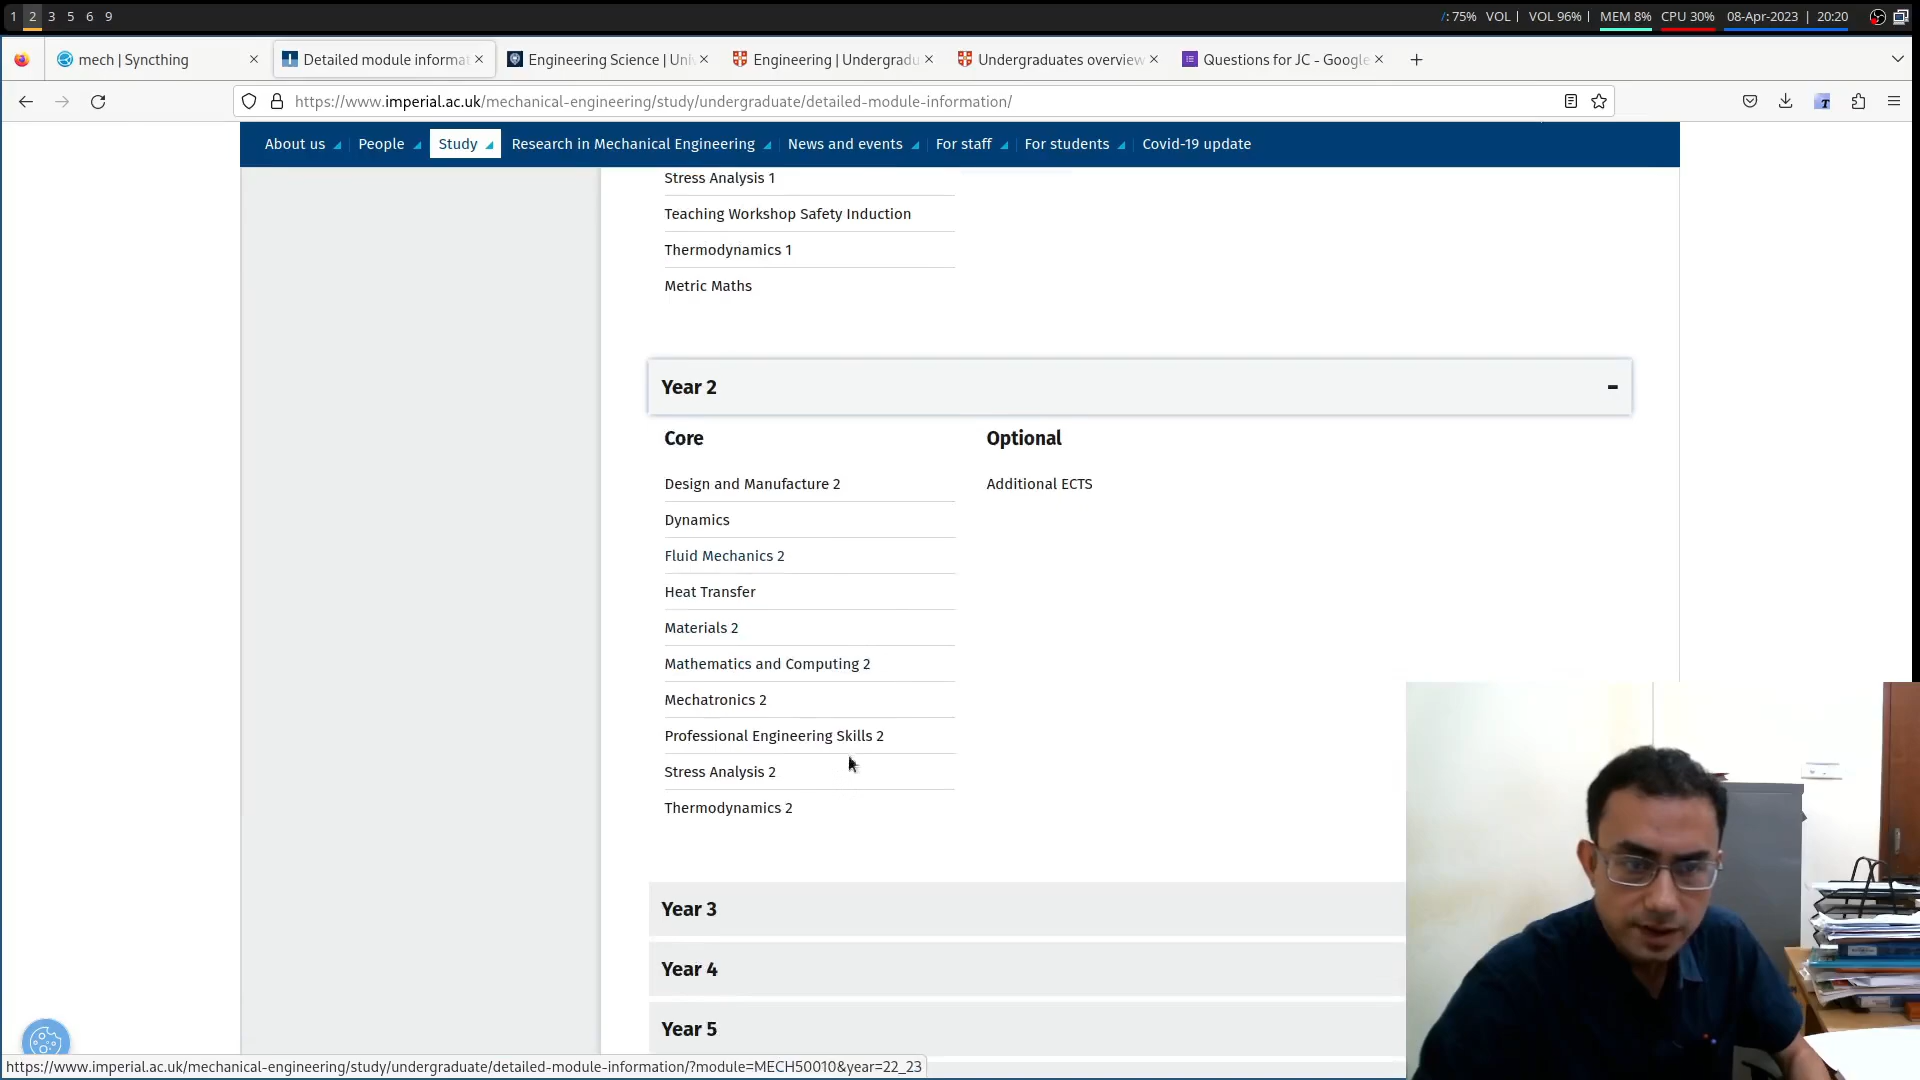 1 2 3 5 6 9
/: 75% VOL | VOL 96% | MEM 8% CPU 30% 08-Apr-2023 | 20:20
mech | Syncthing
Detailed module informat
Engineering Science | Univ
Engineering | Undergradu
Undergraduates overview
Questions for JC - Google
https://www.imperial.ac.uk/mechanical-engineering/study/undergraduate/detailed-module-information/
About us People Study Research in Mechanical Engineering News and events For staff For students Covid-19 update
Stress Analysis 1
Teaching Workshop Safety Induction
Thermodynamics 1
Metric Maths
Year 2
Core
Design and Manufacture 2
Dynamics
Fluid Mechanics 2
Heat Transfer
Materials 2
Mathematics and Computing 2
Mechatronics 2
Professional Engineering Skills 2
Stress Analysis 2
Thermodynamics 2
Optional
Additional ECTS
Year 3
Year 4
Year 5
https://www.imperial.ac.uk/mechanical-engineering/study/undergraduate/detailed-module-information/?module=MECH50010&year=22_23